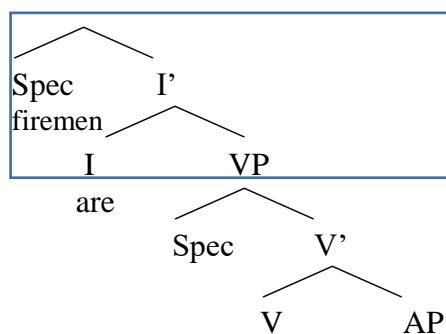 Spec I’
firemen
I VP
are
Spec V’
V AP